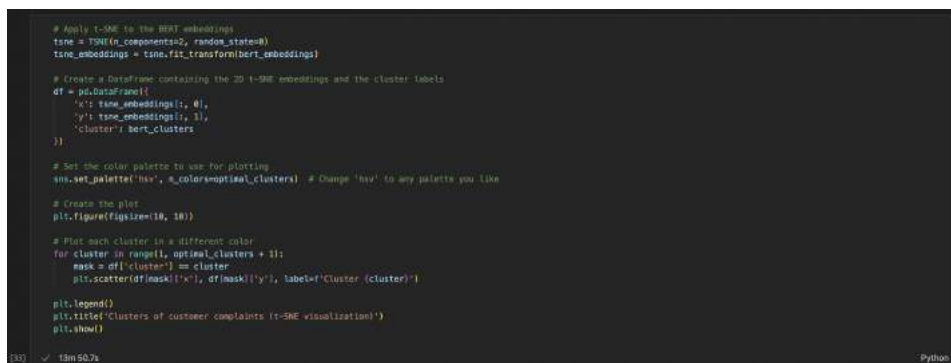 # Apply t-SNE to the BERT embeddings
tsne = TSNE(n_components=2, random_state=0)
tsne_embeddings = tsne.fit_transform(bert_embeddings)
# Create a DataFrame containing the 2D t-SNE embeddings and the cluster labels
df = pd.DataFrame({
'x': tsne_embeddings[:, 0],
'y': tsne_embeddings[:, 1],
'cluster': bert_clusters
})
# Set the color palette to use for plotting
sns.set_palette('hsv', n_colors=optimal_clusters)  # Change 'hsv' to any palette you like
# Create the plot
plt.figure(figsize=(10, 10))
# Plot each cluster in a different color
for cluster in range(1, optimal_clusters + 1):
mask = df['cluster'] == cluster
plt.scatter(df[mask]['x'], df[mask]['y'], label=f'Cluster {cluster}')
plt.legend()
plt.title('Clusters of customer complaints (t-SNE visualization)')
plt.show()
[33] ✓ 13m 50.7s Python